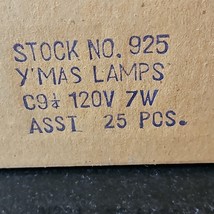 STOCK NO. 925
Y'MAS LAMPS
C9¼ 120V 7W
ASST 25 PCS.